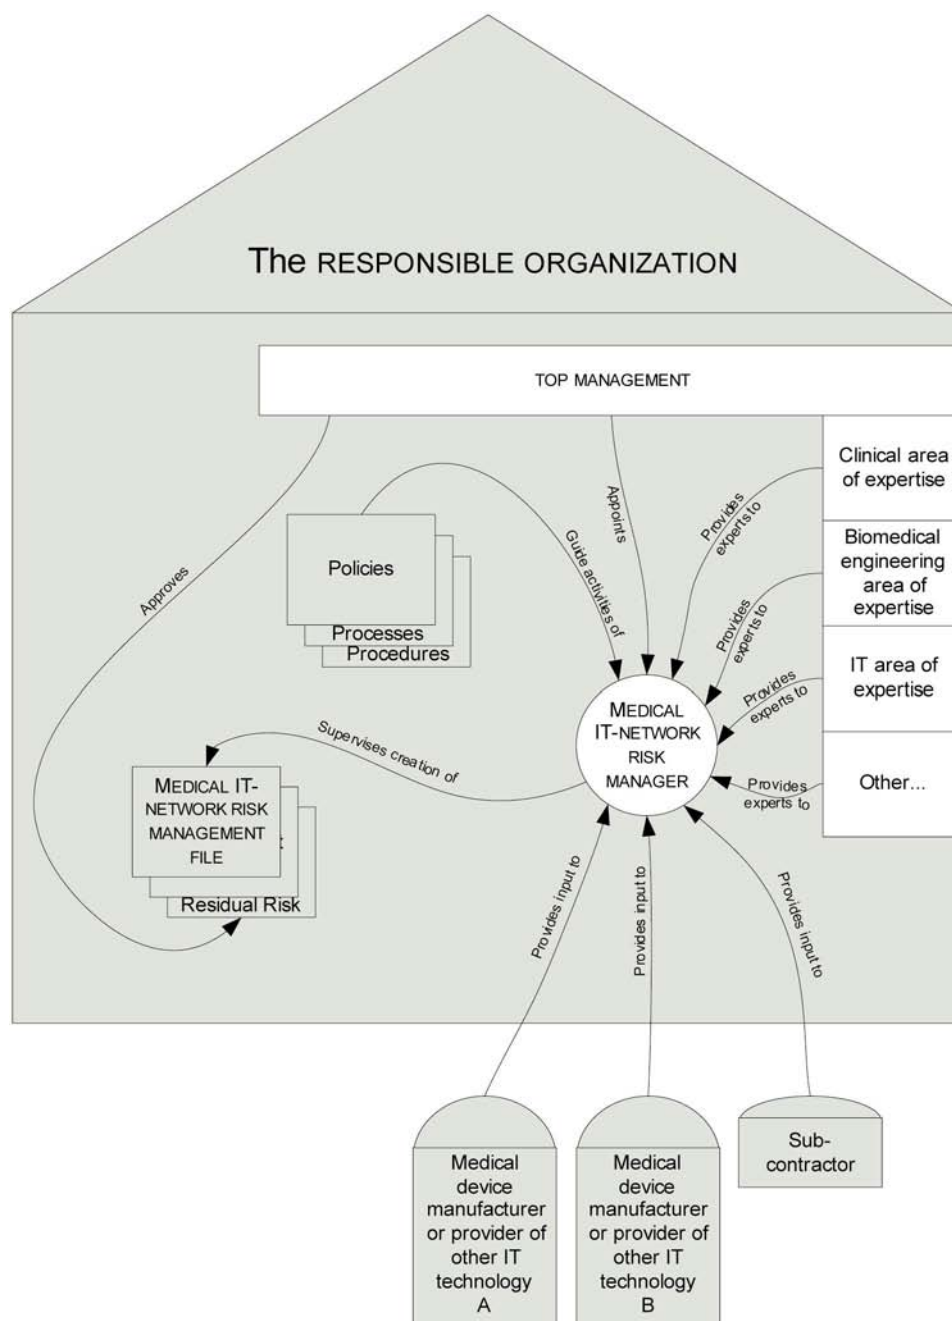 The RESPONSIBLE ORGANIZATION
TOP MANAGEMENT
Clinical area
of expertise
Biomedical
engineering
area of
expertise
IT area of
expertise
Other...
Provides
experts to
Provides
experts to
Provides
experts to
Provides
experts to
Appoints
Guide activities of
Approves
Policies
Processes
Procedures
MEDICAL
IT-NETWORK
RISK
MANAGER
Supervises creation of
MEDICAL IT-
NETWORK RISK
MANAGEMENT
FILE
Residual Risk
Provides input to
Provides input to
Provides input to
Medical
device
manufacturer
or provider of
other IT
technology
A
Medical
device
manufacturer
or provider of
other IT
technology
B
Sub-
contractor